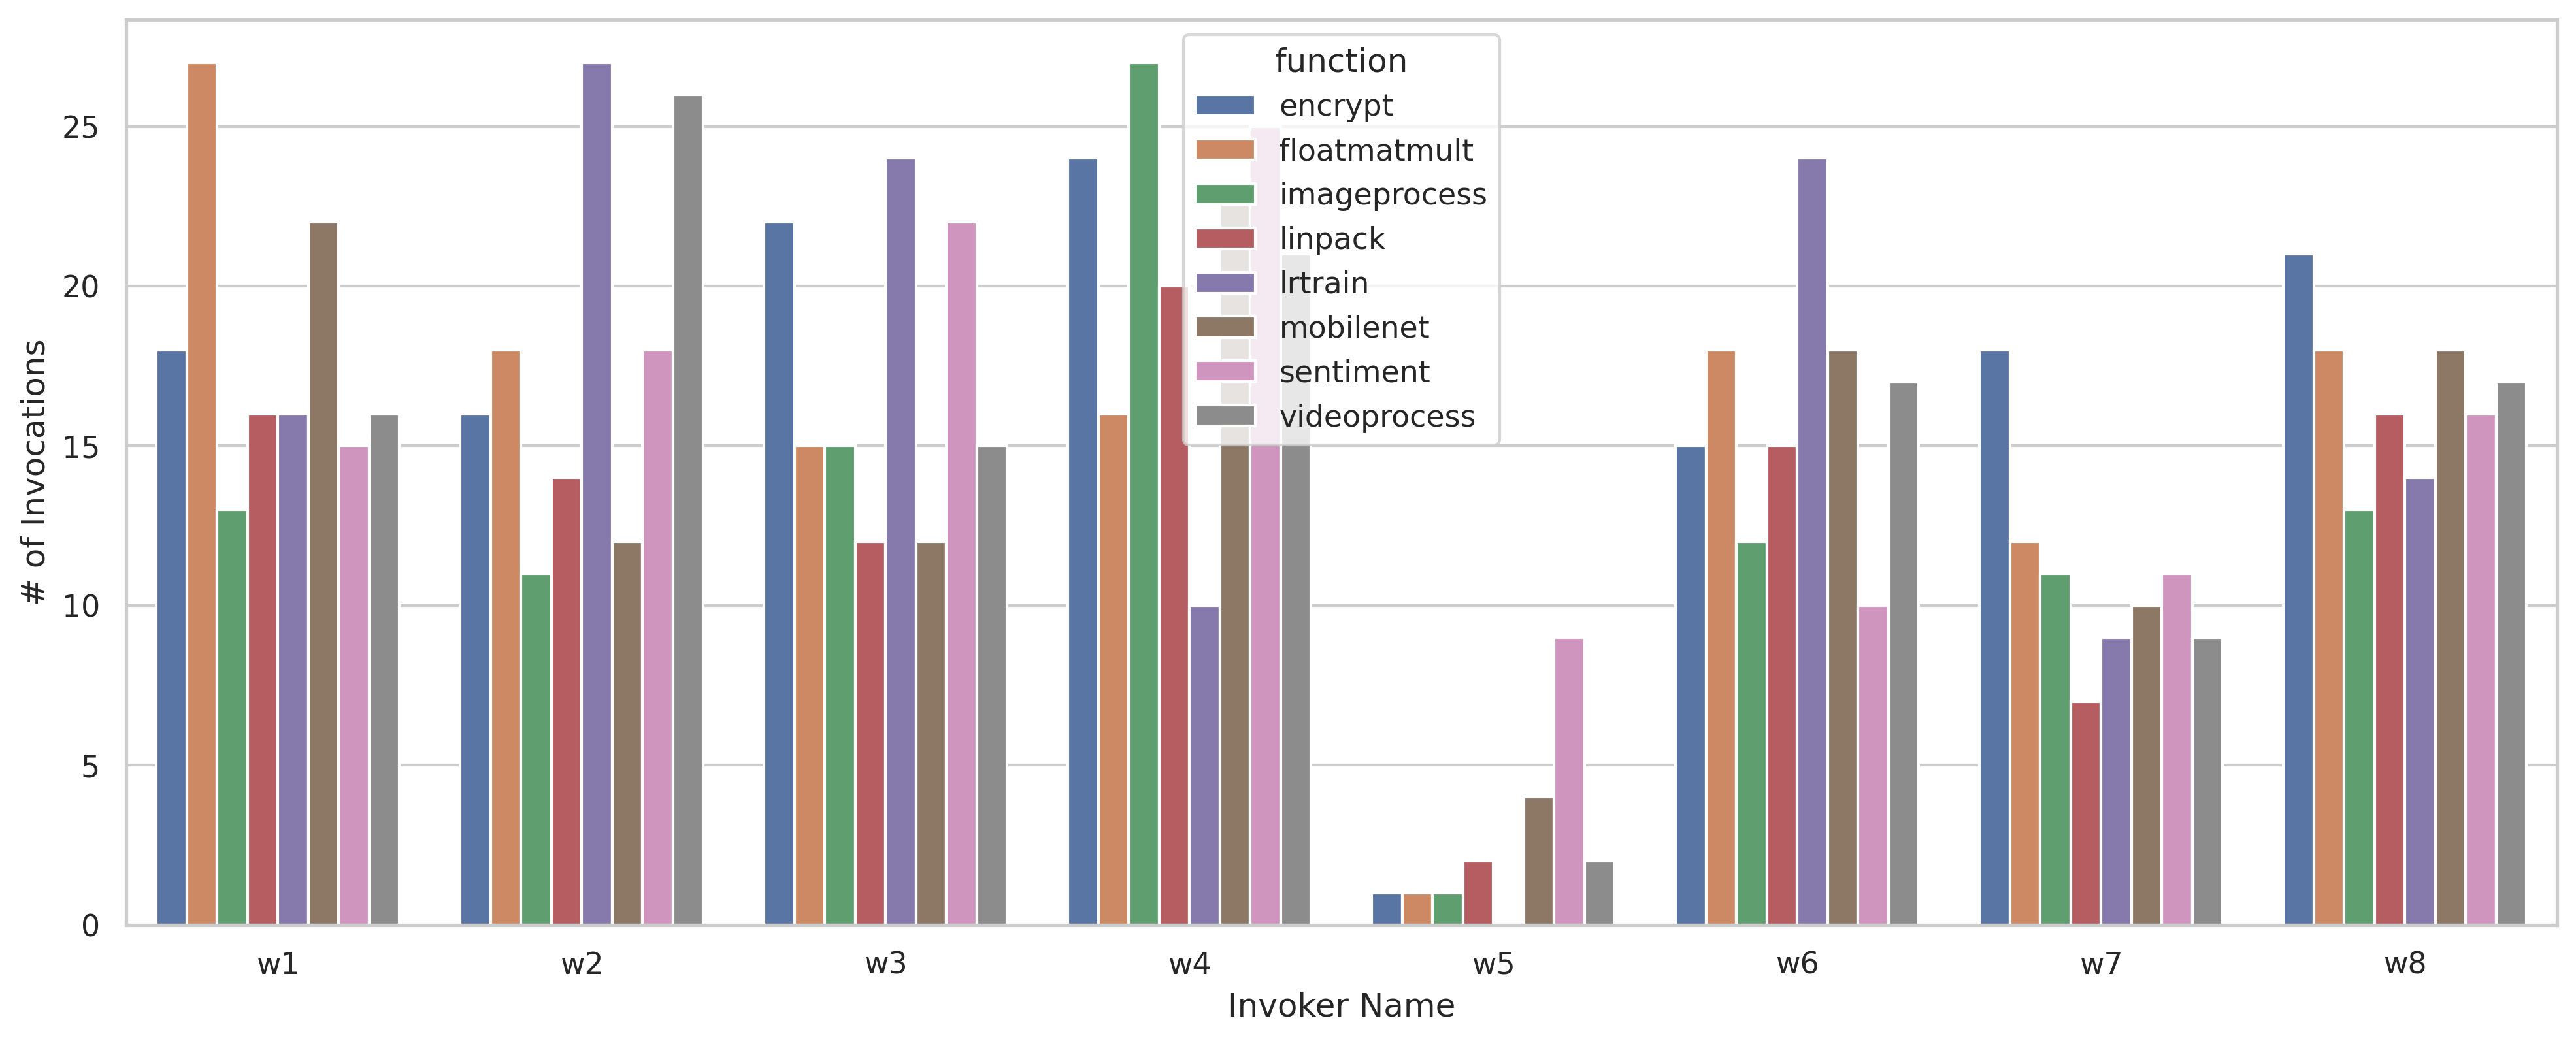 function
encrypt
floatmatmult
imageprocess
linpack
lrtrain
mobilenet
sentiment
videoprocess
# of Invocations
25
20
15
10
5
0
w1 w2 w3 w4 w5 w6 w7 w8
Invoker Name